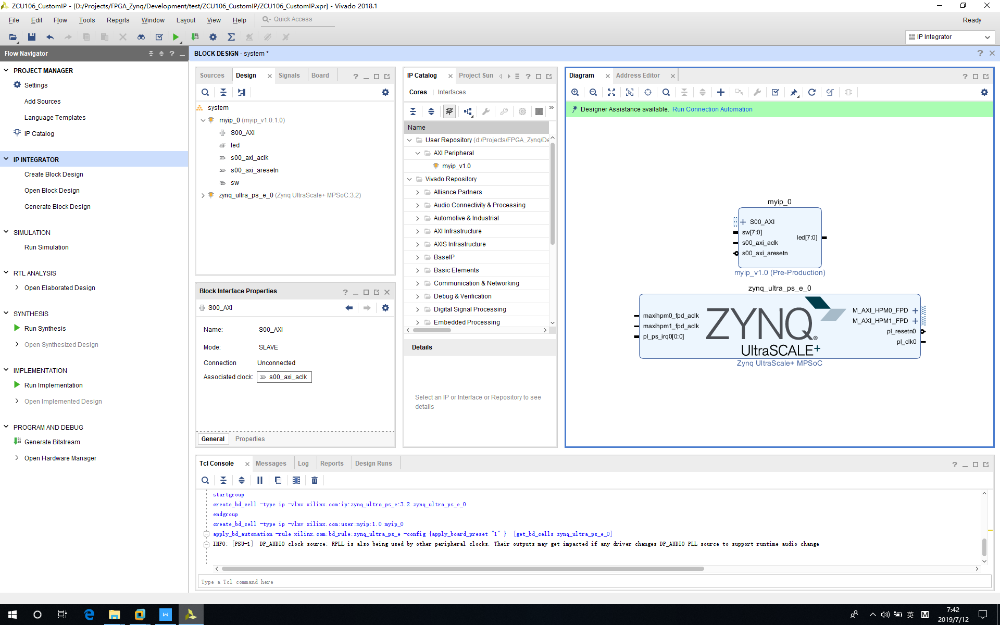 ZCU106_CustomIP - [D:/Projects/FPGA_Zynq/Development/test/ZCU106_CustomIP/ZCU106_CustomIP.xpr] - Vivado 2018.1
File Edit Flow Tools Reports Window Layout View Help Quick Access
Ready
IP Integrator
Flow Navigator
PROJECT MANAGER
Settings
Add Sources
Language Templates
IP Catalog
IP INTEGRATOR
Create Block Design
Open Block Design
Generate Block Design
SIMULATION
Run Simulation
RTL ANALYSIS
Open Elaborated Design
SYNTHESIS
Run Synthesis
Open Synthesized Design
IMPLEMENTATION
Run Implementation
Open Implemented Design
PROGRAM AND DEBUG
Generate Bitstream
Open Hardware Manager
BLOCK DESIGN - system *
Sources Design Signals Board
system
myip_0 (myip_v1.0:1.0)
S00_AXI
led
s00_axi_aclk
s00_axi_aresetn
sw
zynq_ultra_ps_e_0 (Zynq UltraScale+ MPSoC:3.2)
Block Interface Properties
S00_AXI
Name: S00_AXI
Mode: SLAVE
Connection Unconnected
Associated clock: s00_axi_aclk
General Properties
IP Catalog Project Sum
Cores | Interfaces
Name
User Repository (d:/Projects/FPGA_Zynq/De
AXI Peripheral
myip_v1.0
Vivado Repository
Alliance Partners
Audio Connectivity & Processing
Automotive & Industrial
AXI Infrastructure
AXIS Infrastructure
BaseIP
Basic Elements
Communication & Networking
Debug & Verification
Digital Signal Processing
Embedded Processing
Details
Select an IP or Interface or Repository to see
details
Diagram Address Editor
Designer Assistance available. Run Connection Automation
myip_0
S00_AXI
sw[7:0]
led[7:0]
s00_axi_aclk
s00_axi_aresetn
myip_v1.0 (Pre-Production)
zynq_ultra_ps_e_0
maxihpm0_fpd_aclk
maxihpm1_fpd_aclk
pl_ps_irq0[0:0]
ZYNQ®
UltraSCALE+
M_AXI_HPM0_FPD
M_AXI_HPM1_FPD
pl_resetn0
pl_clk0
Zynq UltraScale+ MPSoC
Tcl Console Messages Log Reports Design Runs
startgroup
create_bd_cell -type ip -vlnv xilinx.com:ip:zynq_ultra_ps_e:3.2 zynq_ultra_ps_e_0
endgroup
create_bd_cell -type ip -vlnv xilinx.com:user:myip:1.0 myip_0
apply_bd_automation -rule xilinx.com:bd_rule:zynq_ultra_ps_e -config {apply_board_preset "1" } [get_bd_cells zynq_ultra_ps_e_0]
INFO: [PSU-1] DP_AUDIO clock source: RPLL is also being used by other peripheral clocks. Their outputs may get impacted if any driver changes DP_AUDIO PLL source to support runtime audio change
Type a Tcl command here
英
M
7:42
2019/7/12